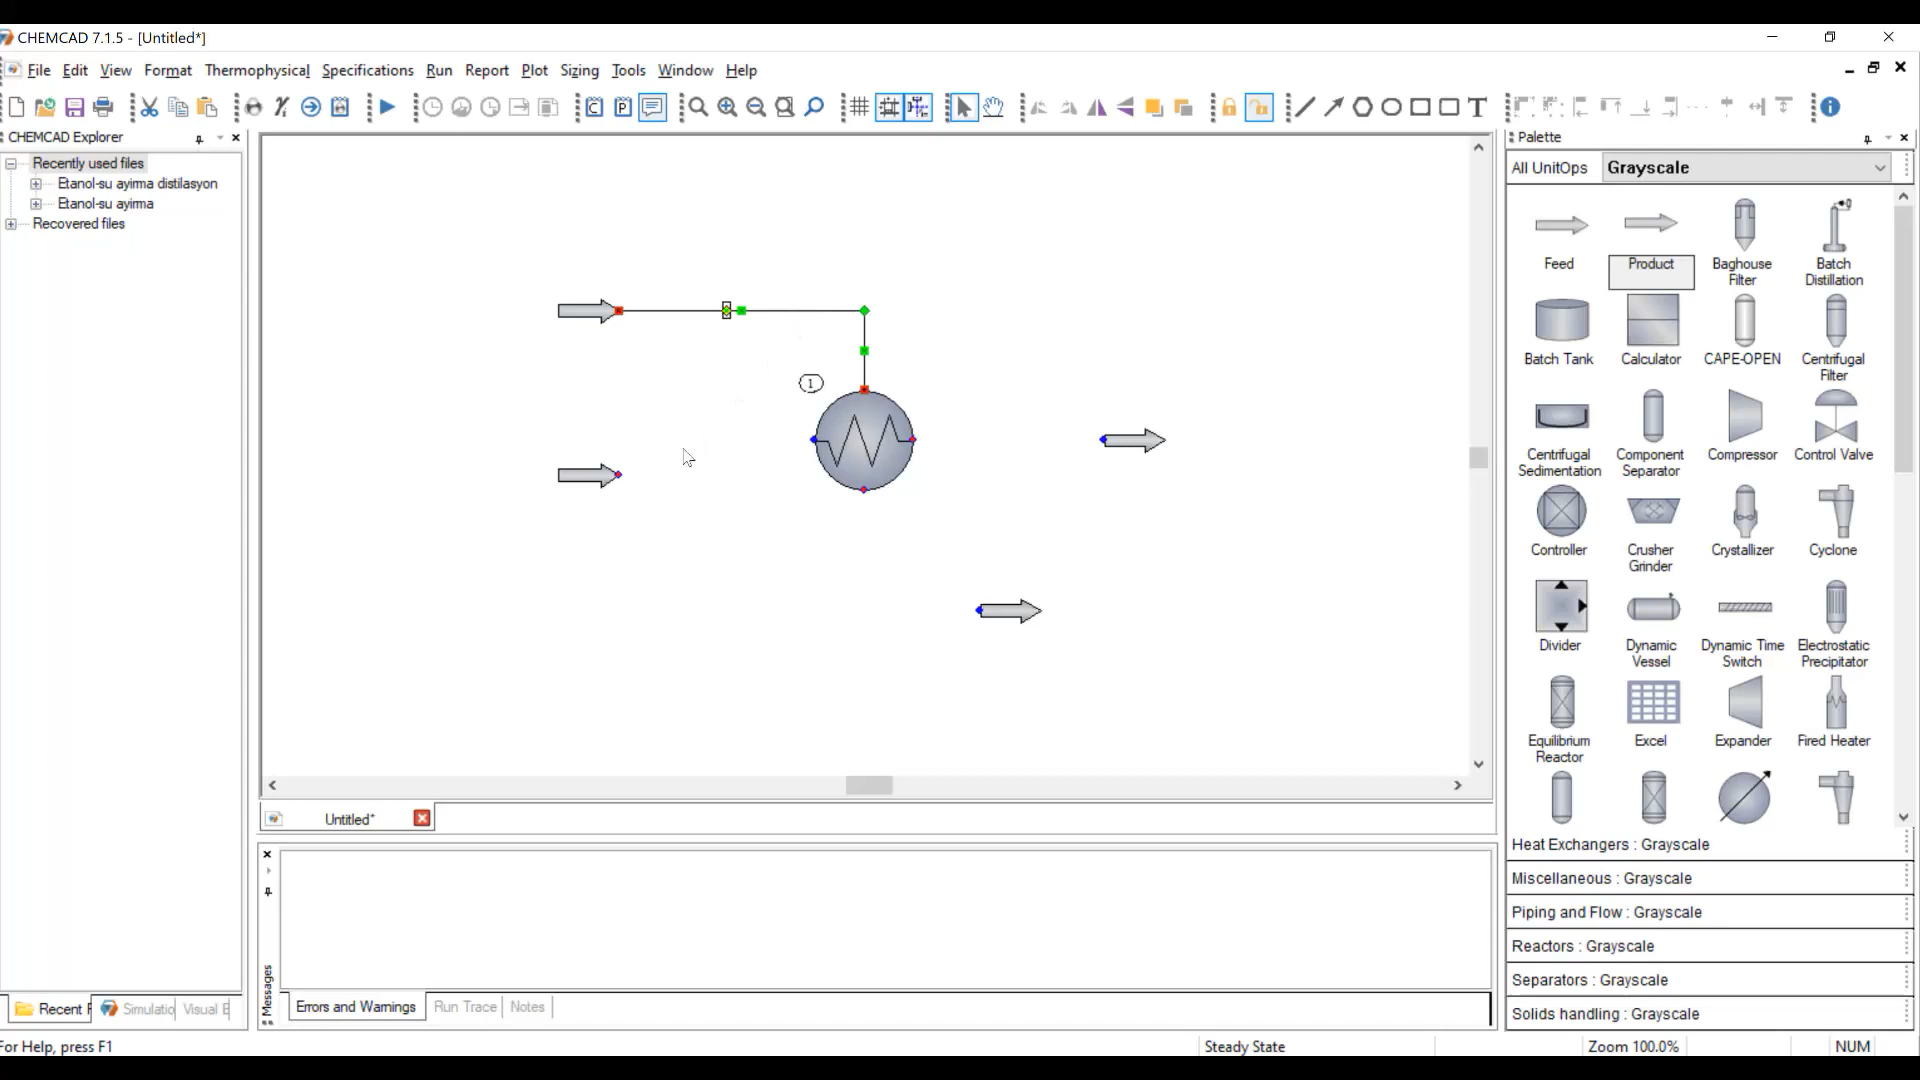 CHEMCAD 7.1.5 - [Untitled*]
File Edit View Format Thermophysical Specifications Run Report Plot Sizing Tools Window Help
CHEMCAD Explorer
Recently used files
Etanol-su ayirma distilasyon
Etanol-su ayirma
Recovered files
1
Untitled*
Messages
Errors and Warnings Run Trace Notes
Recent F Simulatio Visual E
Palette
All UnitOps Grayscale
Feed Product Baghouse Filter Batch Distillation
Batch Tank Calculator CAPE-OPEN Centrifugal Filter
Centrifugal Sedimentation Component Separator Compressor Control Valve
Controller Crusher Grinder Crystallizer Cyclone
Divider Dynamic Vessel Dynamic Time Switch Electrostatic Precipitator
Equilibrium Reactor Excel Expander Fired Heater
Heat Exchangers : Grayscale
Miscellaneous : Grayscale
Piping and Flow : Grayscale
Reactors : Grayscale
Separators : Grayscale
Solids handling : Grayscale
For Help, press F1 Steady State Zoom 100.0% NUM